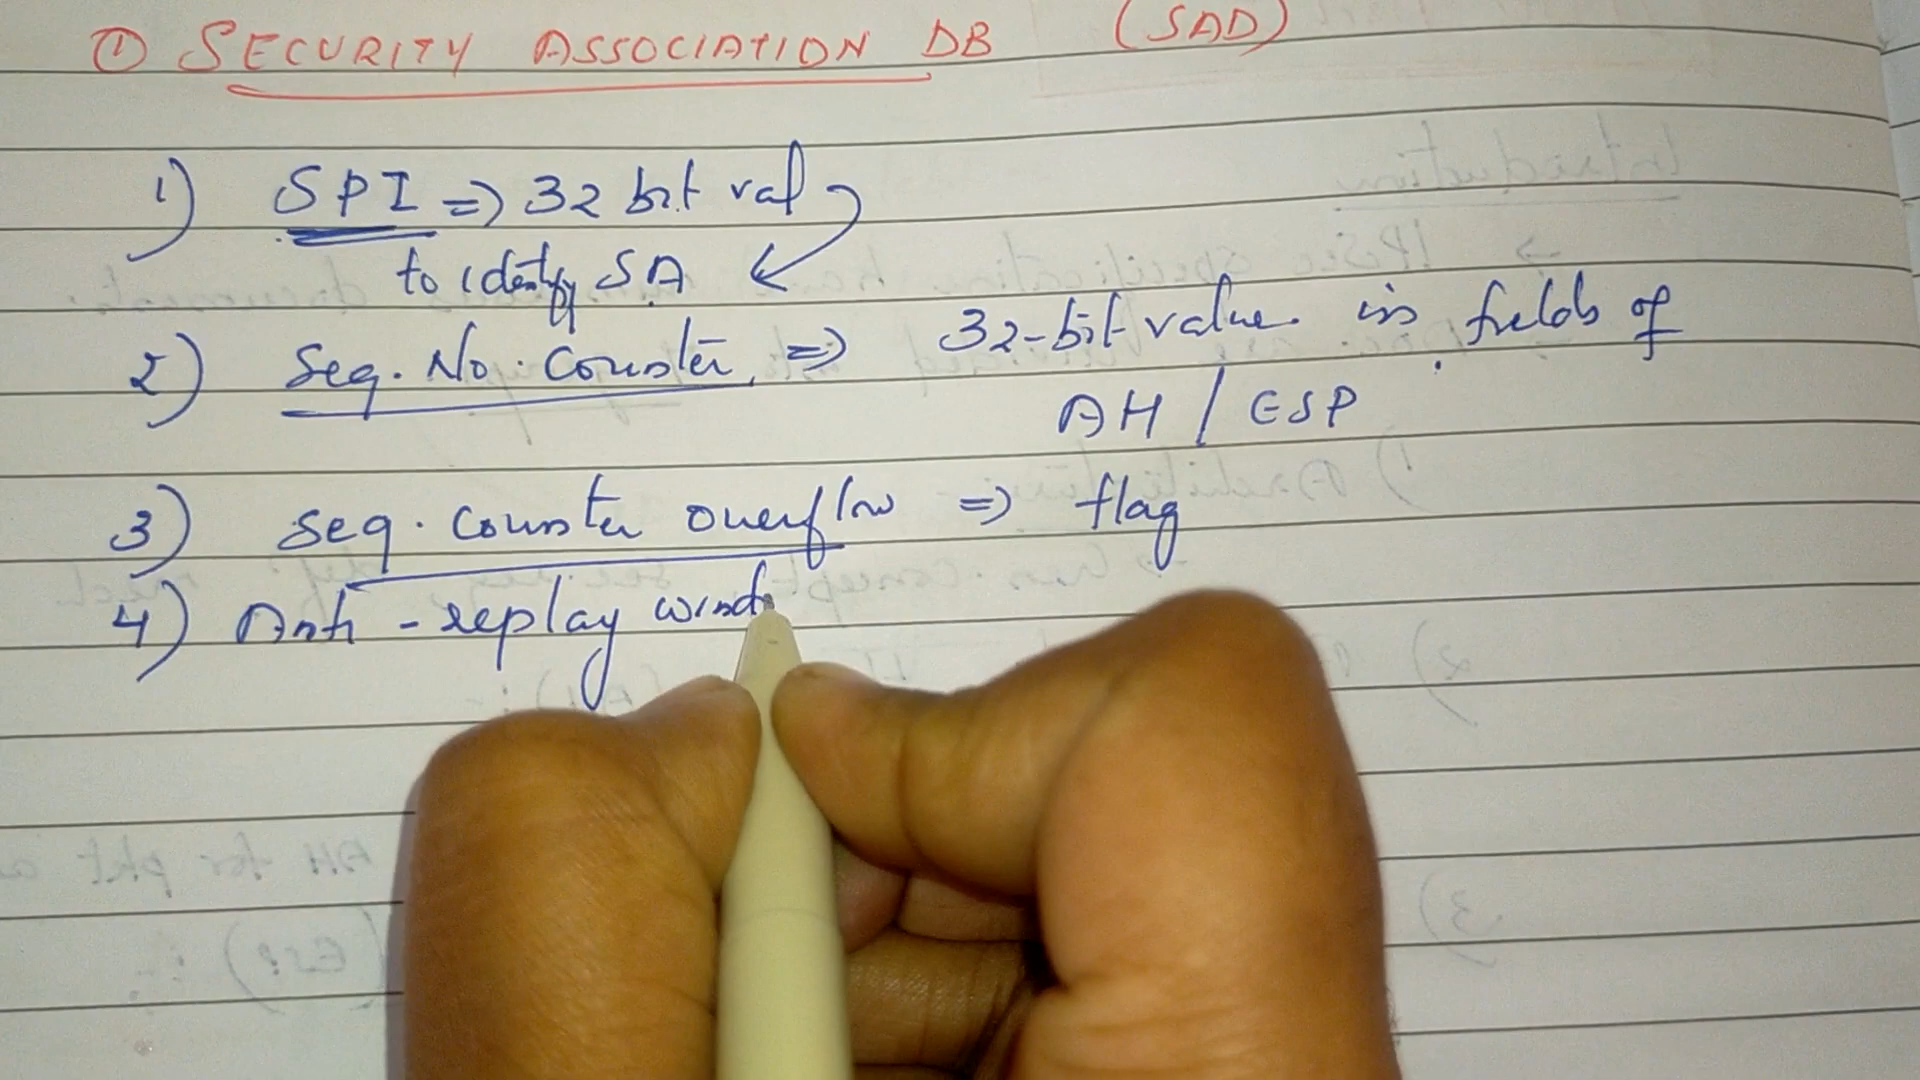 ① SECURITY ASSOCIATION DB (SAD)
1) SPI => 32 bit val
to identify SA
2) Seq. No. Counter => 32-bit value in fields of
AH / ESP
3) Seq. Counter overflow => flag
4) Anti-replay wind